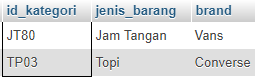 id_kategori jenis_barang brand
JT80 Jam Tangan Vans
TP03 Topi Converse